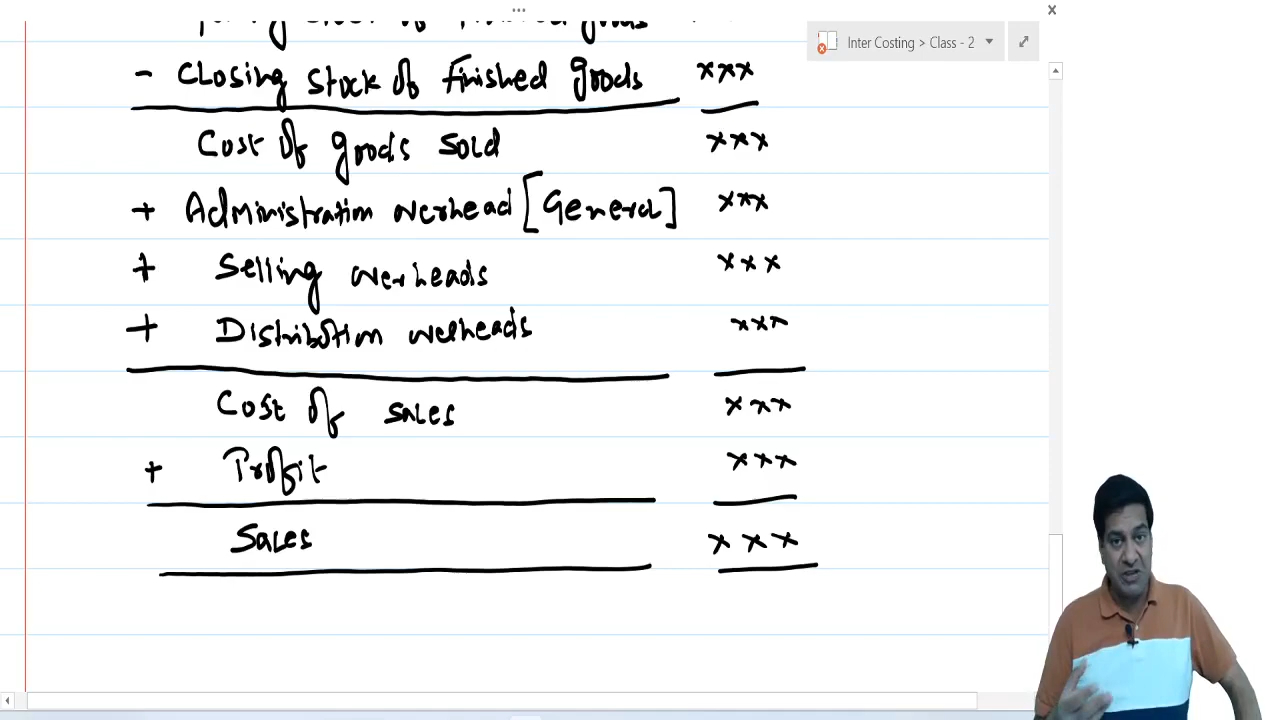 Inter Costing > Class - 2
- Closing stock of Finished goods xxx
Cost of goods sold xxx
+ Administration overhead [General] xxx
+ Selling overheads xxx
+ Distribution overheads xxx
Cost of sales xxx
+ Profit xxx
Sales xxx